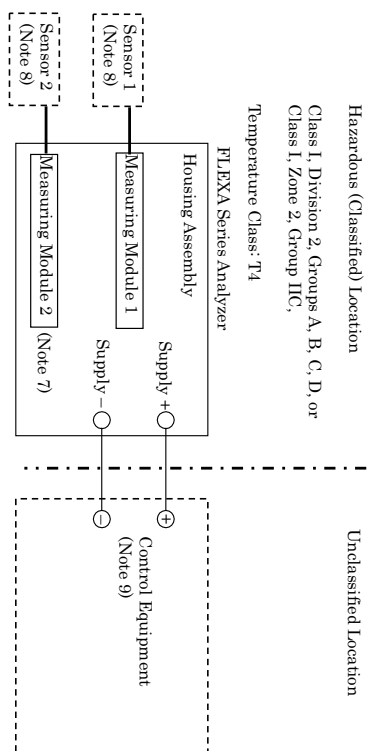 Hazardous (Classified) Location
Unclassified Location
Class I, Division 2, Groups A, B, C, D, or
Class I, Zone 2, Group IIC,
Temperature Class: T4
FLEXA Series Analyzer
Housing Assembly
Sensor 1
(Note 8)
Measuring Module 1
Supply +
+
Control Equipment
(Note 9)
Sensor 2
(Note 8)
Measuring Module 2
(Note 7)
Supply –
–